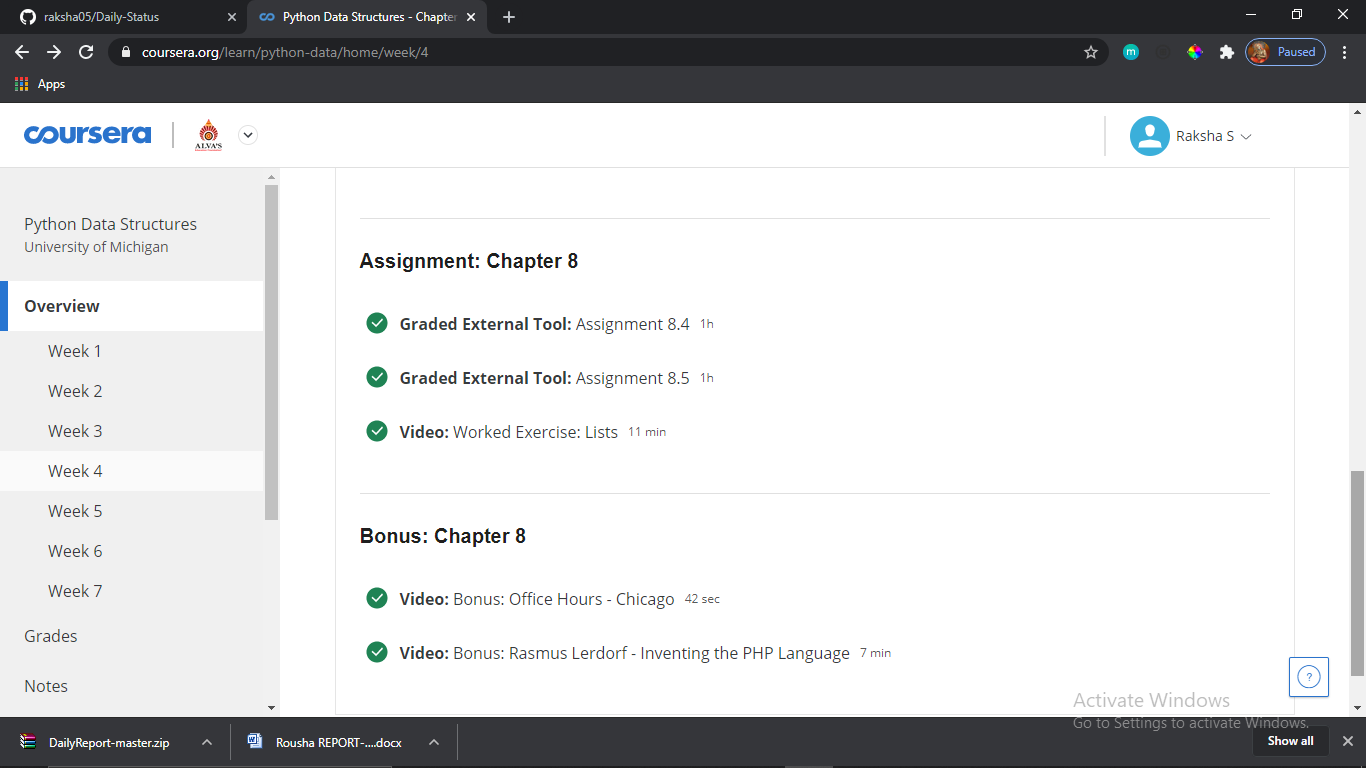 raksha05/Daily-Status
Python Data Structures - Chapter
coursera.org/learn/python-data/home/week/4
m
Paused
Apps
coursera
ALVA'S
Raksha S
Python Data Structures
University of Michigan
Overview
Week 1
Week 2
Week 3
Week 4
Week 5
Week 6
Week 7
Grades
Notes
Assignment: Chapter 8
Graded External Tool: Assignment 8.4 1h
Graded External Tool: Assignment 8.5 1h
Video: Worked Exercise: Lists 11 min
Bonus: Chapter 8
Video: Bonus: Office Hours - Chicago 42 sec
Video: Bonus: Rasmus Lerdorf - Inventing the PHP Language 7 min
?
Activate Windows
Go to Settings to activate Windows.
DailyReport-master.zip
Rousha REPORT-....docx
Show all